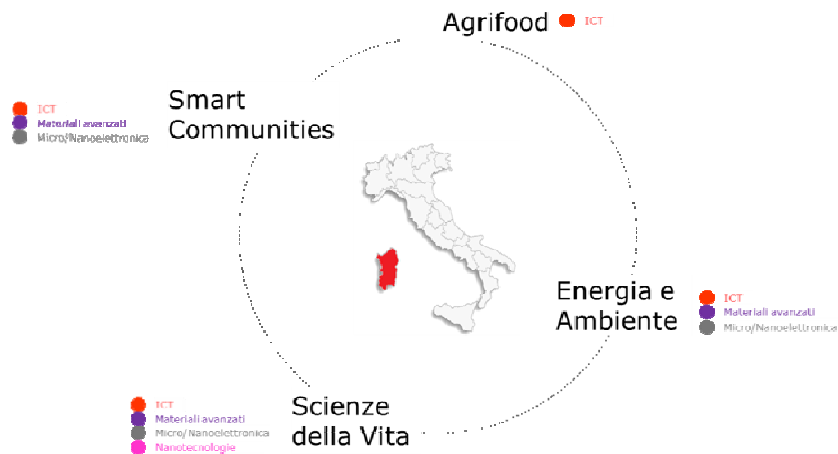 Agrifood
ICT
Smart
Communities
ICT
Materiali avanzati
Micro/Nanoelettronica
Energia e
Ambiente
ICT
Materiali avanzati
Micro/Nanoelettronica
Scienze
della Vita
ICT
Materiali avanzati
Micro/Nanoelettronica
Nanotecnologie